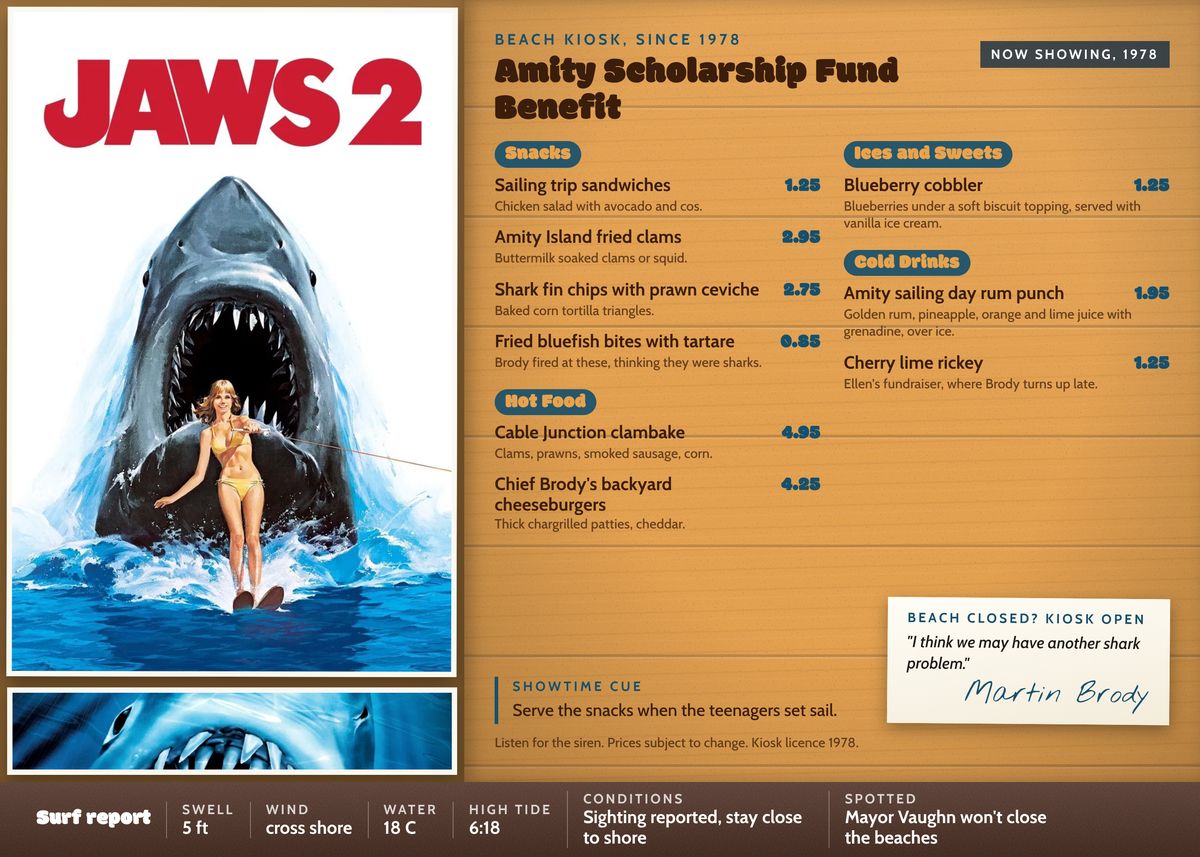 JAWS 2
BEACH KIOSK, SINCE 1978
Amity Scholarship Fund
Benefit
NOW SHOWING, 1978
Snacks
Sailing trip sandwiches 1.25
Chicken salad with avocado and cos.
Amity Island fried clams 2.95
Buttermilk soaked clams or squid.
Shark fin chips with prawn ceviche 2.75
Baked corn tortilla triangles.
Fried bluefish bites with tartare 0.85
Brody fired at these, thinking they were sharks.
Hot Food
Cable Junction clambake 4.95
Clams, prawns, smoked sausage, corn.
Chief Brody's backyard 4.25
cheeseburgers
Thick chargrilled patties, cheddar.
Ices and Sweets
Blueberry cobbler 1.25
Blueberries under a soft biscuit topping, served with
vanilla ice cream.
Cold Drinks
Amity sailing day rum punch 1.95
Golden rum, pineapple, orange and lime juice with
grenadine, over ice.
Cherry lime rickey 1.25
Ellen's fundraiser, where Brody turns up late.
BEACH CLOSED? KIOSK OPEN
"I think we may have another shark
problem."
Martin Brody
SHOWTIME CUE
Serve the snacks when the teenagers set sail.
Listen for the siren. Prices subject to change. Kiosk licence 1978.
Surf report
SWELL
5 ft
WIND
cross shore
WATER
18 C
HIGH TIDE
6:18
CONDITIONS
Sighting reported, stay close
to shore
SPOTTED
Mayor Vaughn won't close
the beaches